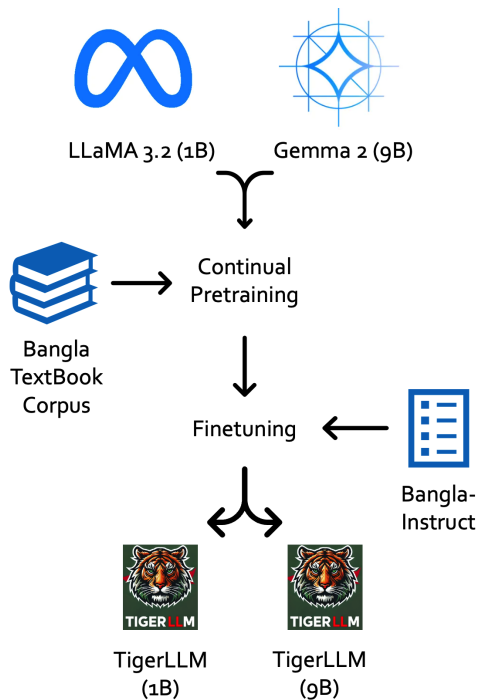 LLaMA 3.2 (1B)
Gemma 2 (9B)
Continual
Pretraining
Bangla
TextBook
Corpus
Finetuning
Bangla-
Instruct
TIGERLLM
TIGERLLM
TigerLLM
(1B)
TigerLLM
(9B)